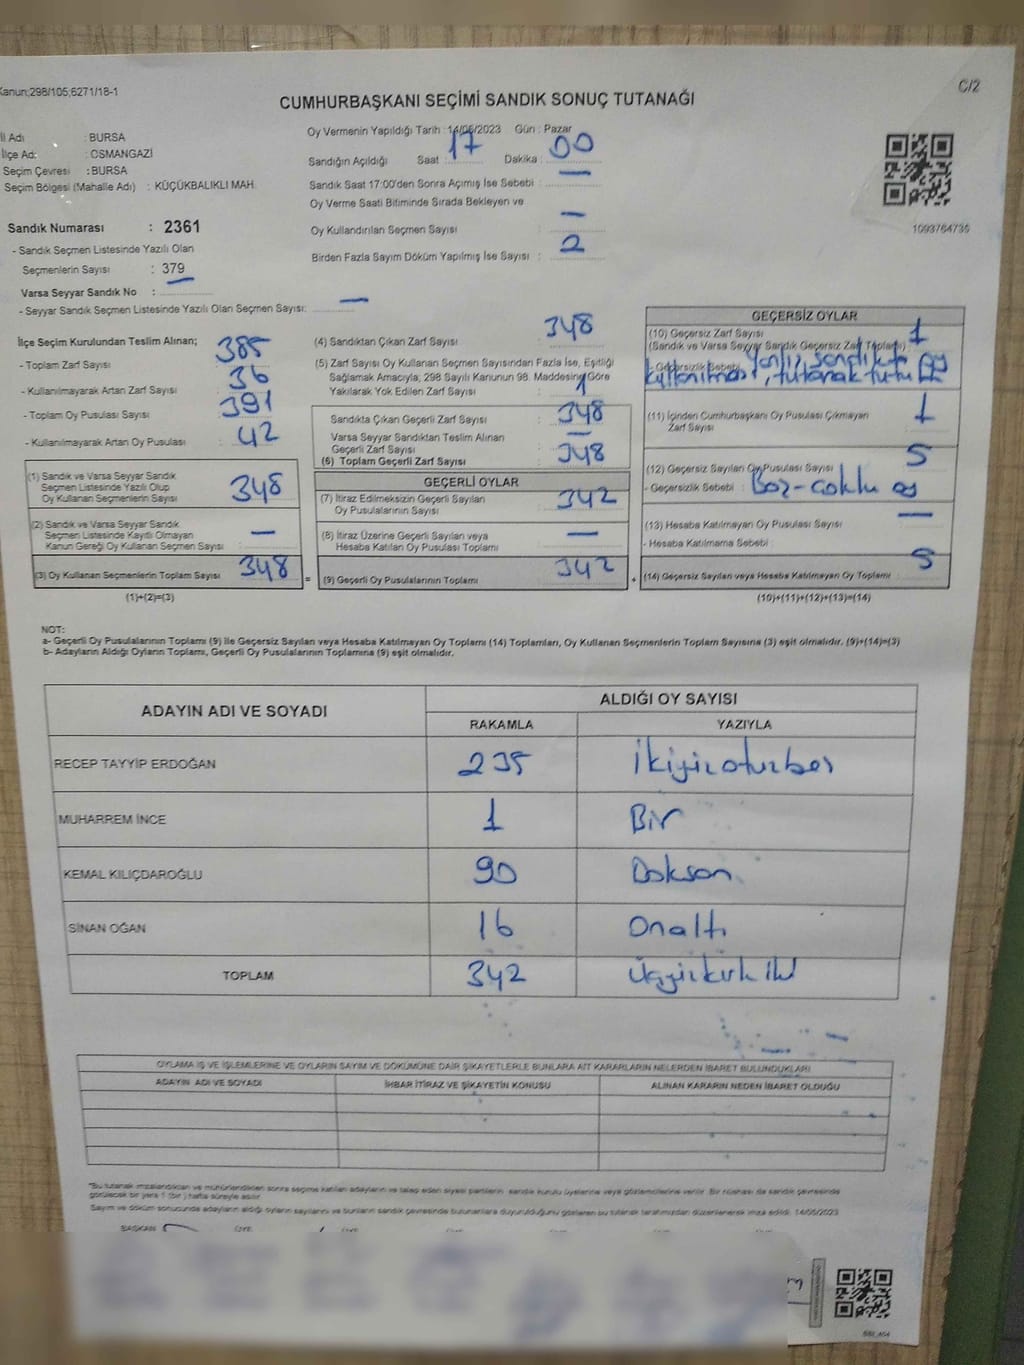 Kanun;298/105;6271/18-1
C/2
CUMHURBAŞKANI SEÇİMİ SANDIK SONUÇ TUTANAĞI
İl Adı : BURSA
İlçe Ad: : OSMANGAZİ
Seçim Çevresi : BURSA
Seçim Bölgesi (Mahalle Adı) : KÜÇÜKBALIKLI MAH.
Oy Vermenin Yapıldığı Tarih : 14/05/2023 Gün : Pazar
Sandığın Açıldığı Saat : 17 Dakika : 00
Sandık Saat 17:00'den Sonra Açımış İse Sebebi : —
Oy Verme Saati Bitiminde Sırada Bekleyen ve
Oy Kullandırılan Seçmen Sayısı : —
Birden Fazla Sayım Döküm Yapılmış İse Sayısı : 2
1093764735
Sandık Numarası : 2361
- Sandık Seçmen Listesinde Yazılı Olan
Seçmenlerin Sayısı : 379
Varsa Seyyar Sandık No : —
- Seyyar Sandık Seçmen Listesinde Yazılı Olan Seçmen Sayısı: —
İlçe Seçim Kurulundan Teslim Alınan;
- Toplam Zarf Sayısı : 385
- Kullanılmayarak Artan Zarf Sayısı : 36
- Toplam Oy Pusulası Sayısı : 391
- Kullanılmayarak Artan Oy Pusulası : 42
(1) Sandık ve Varsa Seyyar Sandık
Seçmen Listesinde Yazılı Olup
Oy Kullanan Seçmenlerin Sayısı : 348
(2) Sandık ve Varsa Seyyar Sandık
Seçmen Listesinde Kayıtlı Olmayan
Kanun Gereği Oy Kullanan Seçmen Sayısı : —
(3) Oy Kullanan Seçmenlerin Toplam Sayısı : 348
(1)+(2)=(3)
(4) Sandıktan Çıkan Zarf Sayısı : 348
(5) Zarf Sayısı Oy Kullanan Seçmen Sayısından Fazla İse, Eşitliği
Sağlamak Amacıyla; 298 Sayılı Kanunun 98. Maddesine Göre
Yakılarak Yok Edilen Zarf Sayısı : 1
Sandıkta Çıkan Geçerli Zarf Sayısı : 348
Varsa Seyyar Sandıktan Teslim Alınan
Geçerli Zarf Sayısı : —
(6) Toplam Geçerli Zarf Sayısı : 348
GEÇERLİ OYLAR
(7) İtiraz Edilmeksizin Geçerli Sayılan
Oy Pusulalarının Sayısı : 342
(8) İtiraz Üzerine Geçerli Sayılan veya
Hesaba Katılan Oy Pusulası Toplamı : —
(9) Geçerli Oy Pusulalarının Toplamı : 342
GEÇERSİZ OYLAR
(10) Geçersiz Zarf Sayısı : 1
(Sandık ve Varsa Seyyar Sandık Geçersiz Zarf Toplamı)
- Geçersizlik Sebebi : Yanlış sandıkta oy
kullanılması, tutanak tutu
(11) İçinden Cumhurbaşkanı Oy Pusulası Çıkmayan
Zarf Sayısı : 1
(12) Geçersiz Sayılan Oy Pusulası Sayısı : 5
- Geçersizlik Sebebi : Boz-çoklu oy
(13) Hesaba Katılmayan Oy Pusulası Sayısı : —
- Hesaba Katılmama Sebebi :
(14) Geçersiz Sayılan veya Hesaba Katılmayan Oy Toplamı : 5
(10)+(11)+(12)+(13)=(14)
NOT:
a- Geçerli Oy Pusulalarının Toplamı (9) İle Geçersiz Sayılan veya Hesaba Katılmayan Oy Toplamı (14) Toplamları, Oy Kullanan Seçmenlerin Toplam Sayısına (3) eşit olmalıdır. (9)+(14)=(3)
b- Adayların Aldığı Oyların Toplamı, Geçerli Oy Pusulalarının Toplamına (9) eşit olmalıdır.
ADAYIN ADI VE SOYADI ALDIĞI OY SAYISI
RAKAMLA YAZIYLA
RECEP TAYYİP ERDOĞAN 235 İkiyüzotuzbeş
MUHARREM İNCE 1 Bir
KEMAL KILIÇDAROĞLU 90 Doksan
SİNAN OĞAN 16 Onaltı
TOPLAM 342 Üçyüzkırkiki
OYLAMA İŞ VE İŞLEMLERİNE VE OYLARIN SAYIM VE DÖKÜMÜNE DAİR ŞİKAYETLERLE BUNLARA AİT KARARLARIN NELERDEN İBARET BULUNDUKLARI
ADAYIN ADI VE SOYADI İHBAR İTİRAZ VE ŞİKAYETİN KONUSU ALINAN KARARIN NEDEN İBARET OLDUĞU
"Bu tutanak imzalandıktan ve mühürlendikten sonra seçime katılan adayların ve talep eden siyasi partilerin sandık kurulu üyelerine veya gözlemcilerine verilir. Bir nüshası da sandık çevresinde
görülecek bir yere 1 (bir) hafta süreyle asılır.
Sayım ve döküm sonucunda adayların aldığı oyların sayılarını ve bunların sandık çevresinde bulunanlara duyurulduğunu gösteren bu tutanak tarafımızdan düzenlenerek imza edildi. 14/05/2023
BAŞKAN ÜYE ÜYE ÜYE ÜYE